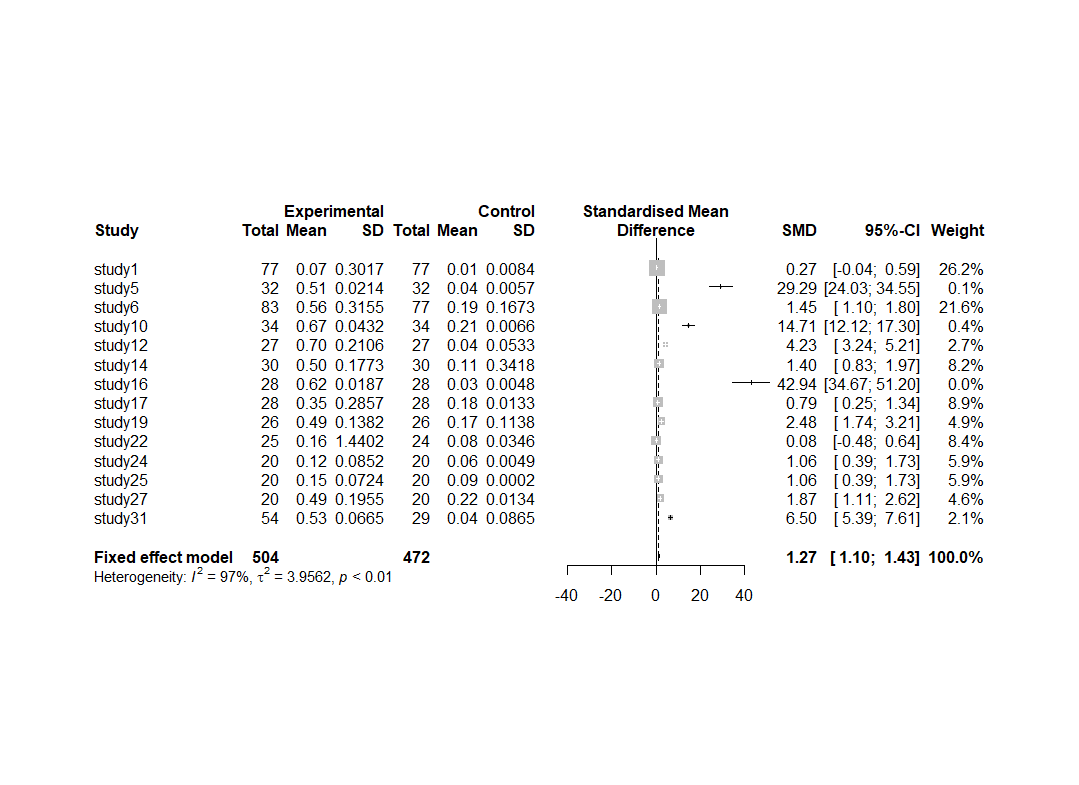 Experimental Control Standardised Mean
Study Total Mean SD Total Mean SD Difference SMD 95%-CI Weight
study1 77 0.07 0.3017 77 0.01 0.0084 0.27 [-0.04; 0.59] 26.2%
study5 32 0.51 0.0214 32 0.04 0.0057 29.29 [24.03; 34.55] 0.1%
study6 83 0.56 0.3155 77 0.19 0.1673 1.45 [ 1.10; 1.80] 21.6%
study10 34 0.67 0.0432 34 0.21 0.0066 14.71 [12.12; 17.30] 0.4%
study12 27 0.70 0.2106 27 0.04 0.0533 4.23 [ 3.24; 5.21] 2.7%
study14 30 0.50 0.1773 30 0.11 0.3418 1.40 [ 0.83; 1.97] 8.2%
study16 28 0.62 0.0187 28 0.03 0.0048 42.94 [34.67; 51.20] 0.0%
study17 28 0.35 0.2857 28 0.18 0.0133 0.79 [ 0.25; 1.34] 8.9%
study19 26 0.49 0.1382 26 0.17 0.1138 2.48 [ 1.74; 3.21] 4.9%
study22 25 0.16 1.4402 24 0.08 0.0346 0.08 [-0.48; 0.64] 8.4%
study24 20 0.12 0.0852 20 0.06 0.0049 1.06 [ 0.39; 1.73] 5.9%
study25 20 0.15 0.0724 20 0.09 0.0002 1.06 [ 0.39; 1.73] 5.9%
study27 20 0.49 0.1955 20 0.22 0.0134 1.87 [ 1.11; 2.62] 4.6%
study31 54 0.53 0.0665 29 0.04 0.0865 6.50 [ 5.39; 7.61] 2.1%
Fixed effect model 504 472 1.27 [ 1.10; 1.43] 100.0%
Heterogeneity: I² = 97%, τ² = 3.9562, p < 0.01
-40 -20 0 20 40